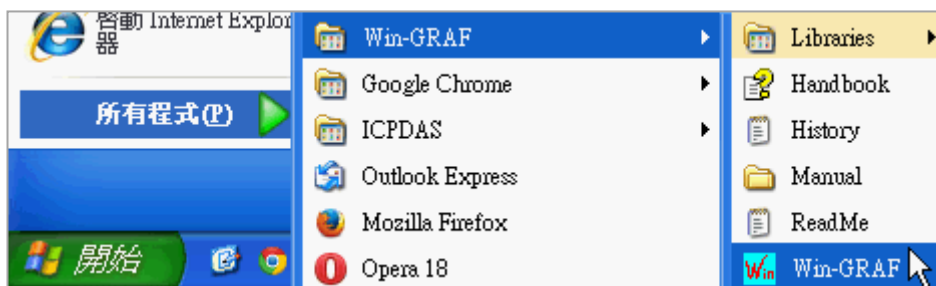 啓動 Internet Explor
器
所有程式(P)
開始
Win-GRAF
Google Chrome
ICPDAS
Outlook Express
Mozilla Firefox
Opera 18
Libraries
Handbook
History
Manual
ReadMe
Win-GRAF